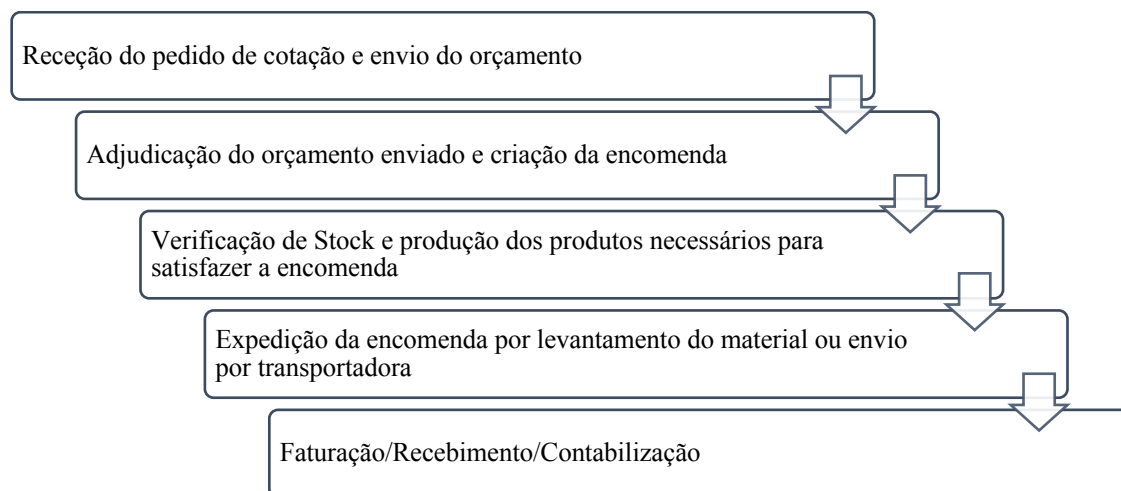 Receção do pedido de cotação e envio do orçamento
Adjudicação do orçamento enviado e criação da encomenda
Verificação de Stock e produção dos produtos necessários para
satisfazer a encomenda
Expedição da encomenda por levantamento do material ou envio
por transportadora
Faturação/Recebimento/Contabilização